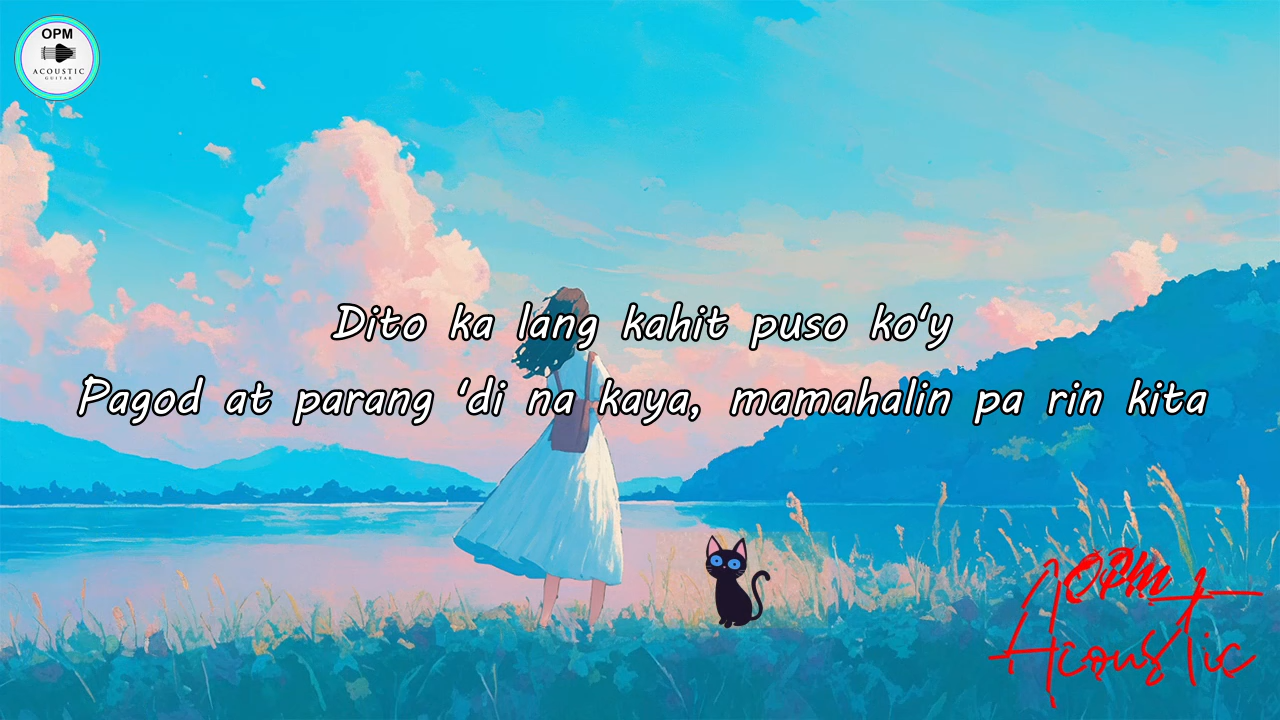 OPM
ACOUSTIC
GUITAR
Dito ka lang kahit puso ko'y
Pagod at parang 'di na kaya, mamahalin pa rin kita
OPM
Acoustic